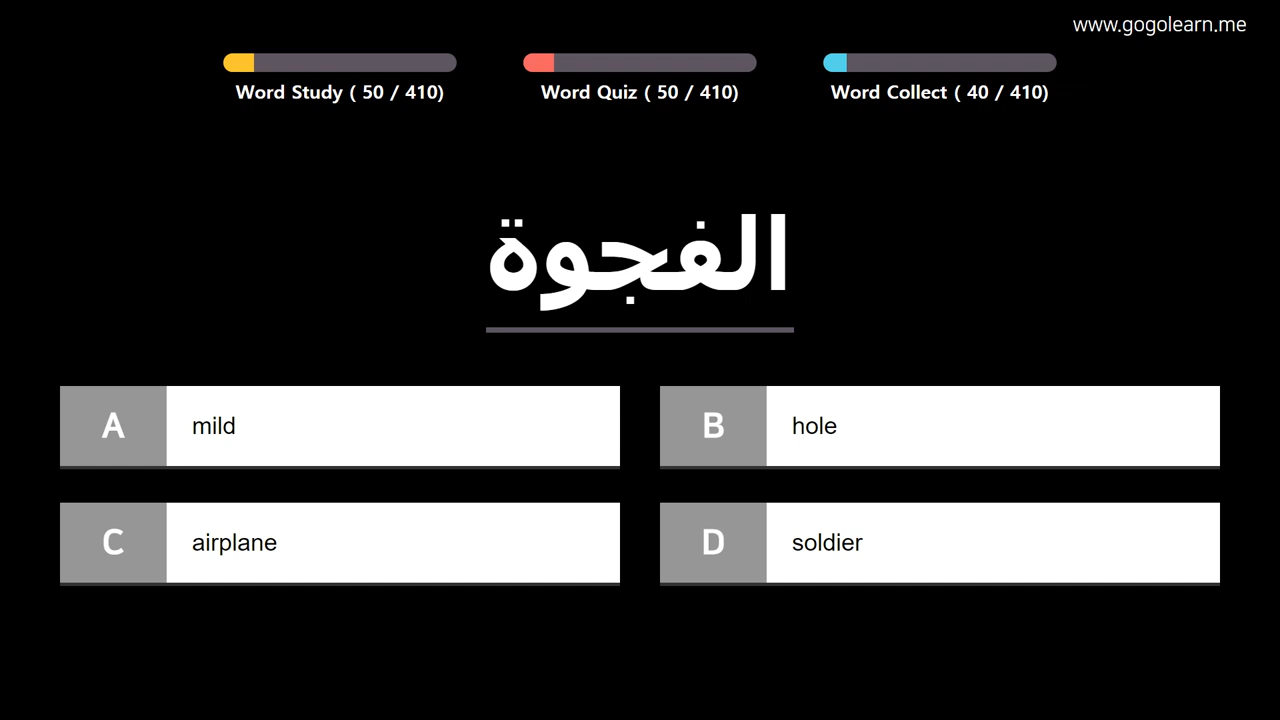 www.gogolearn.me
Word Study ( 50 / 410)
Word Quiz ( 50 / 410)
Word Collect ( 40 / 410)
الفجوة
A mild
B hole
C airplane
D soldier